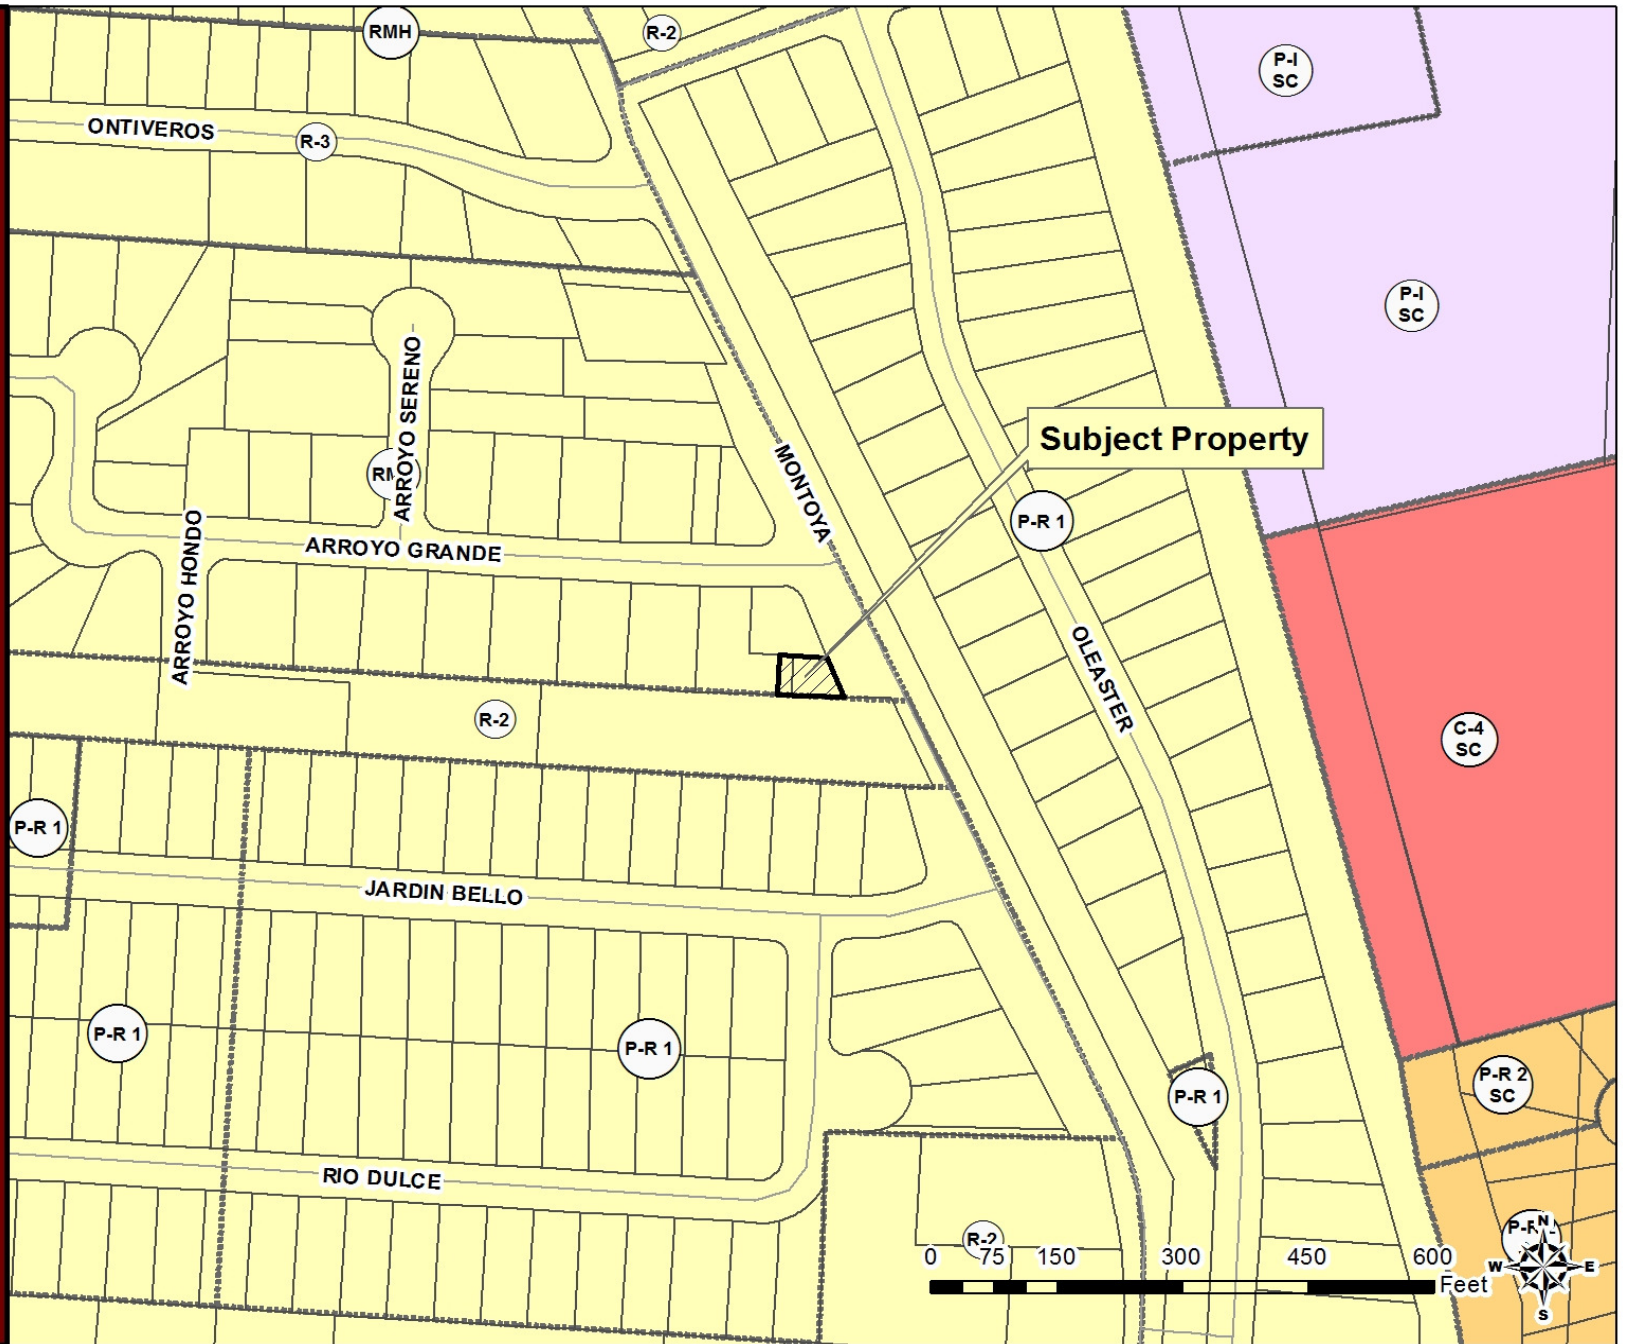 RMH
R-2
P-I
SC
ONTIVEROS
R-3
P-I
SC
ARROYO SERENO
Subject Property
MONTOYA
P-R 1
ARROYO GRANDE
ARROYO HONDO
OLEASTER
R-2
C-4
SC
P-R 1
JARDIN BELLO
P-R 1
P-R 1
P-R 2
SC
P-R 1
RIO DULCE
R-2
0 75 150 300 450 600
Feet
N
W E
S